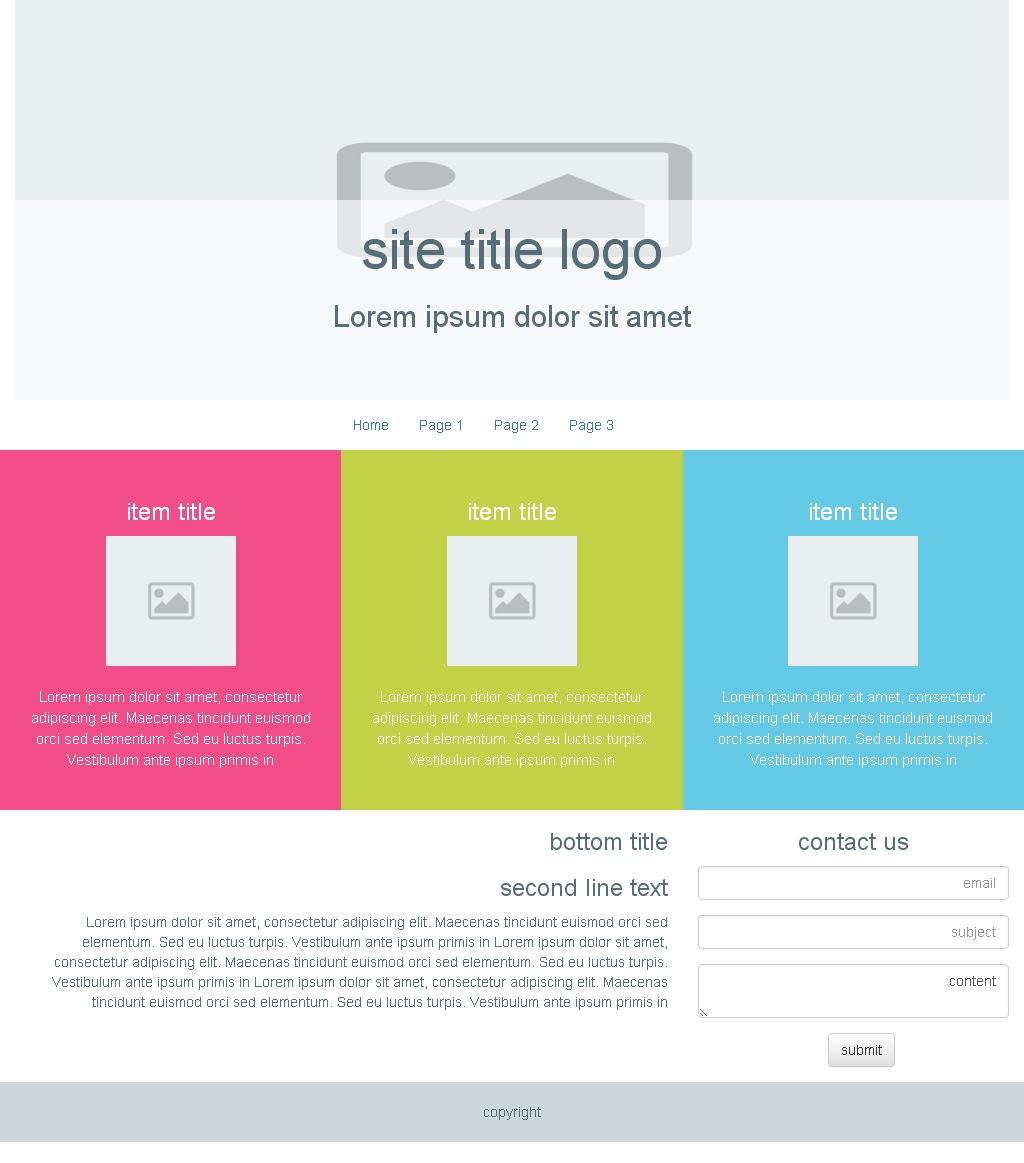 site title logo
Lorem ipsum dolor sit amet
Home Page 1 Page 2 Page 3
item title
Lorem ipsum dolor sit amet, consectetur
adipiscing elit. Maecenas tincidunt euismod
orci sed elementum. Sed eu luctus turpis.
Vestibulum ante ipsum primis in
item title
Lorem ipsum dolor sit amet, consectetur
adipiscing elit. Maecenas tincidunt euismod
orci sed elementum. Sed eu luctus turpis.
Vestibulum ante ipsum primis in
item title
Lorem ipsum dolor sit amet, consectetur
adipiscing elit. Maecenas tincidunt euismod
orci sed elementum. Sed eu luctus turpis.
Vestibulum ante ipsum primis in
bottom title
second line text
Lorem ipsum dolor sit amet, consectetur adipiscing elit. Maecenas tincidunt euismod orci sed
elementum. Sed eu luctus turpis. Vestibulum ante ipsum primis in Lorem ipsum dolor sit amet,
consectetur adipiscing elit. Maecenas tincidunt euismod orci sed elementum. Sed eu luctus turpis.
Vestibulum ante ipsum primis in Lorem ipsum dolor sit amet, consectetur adipiscing elit. Maecenas
tincidunt euismod orci sed elementum. Sed eu luctus turpis. Vestibulum ante ipsum primis in
contact us
email
subject
content
submit
copyright